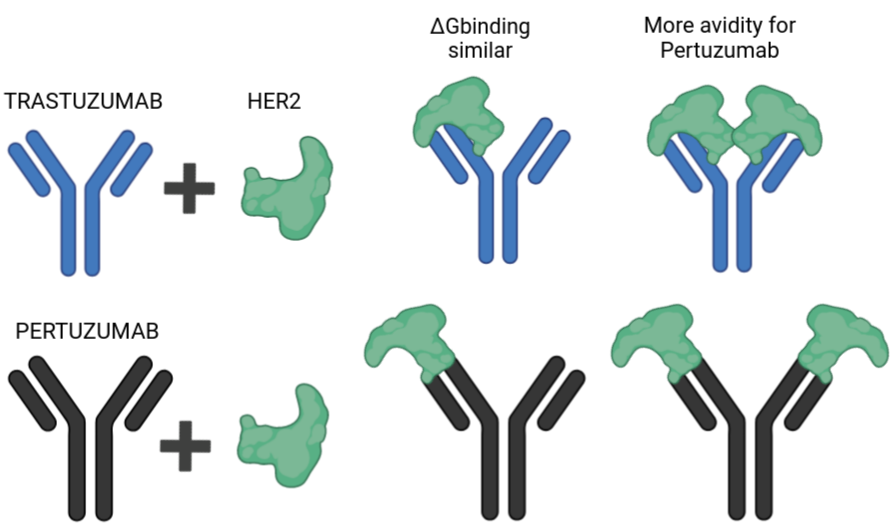 ΔGbinding
similar
More avidity for
Pertuzumab
TRASTUZUMAB
HER2
PERTUZUMAB